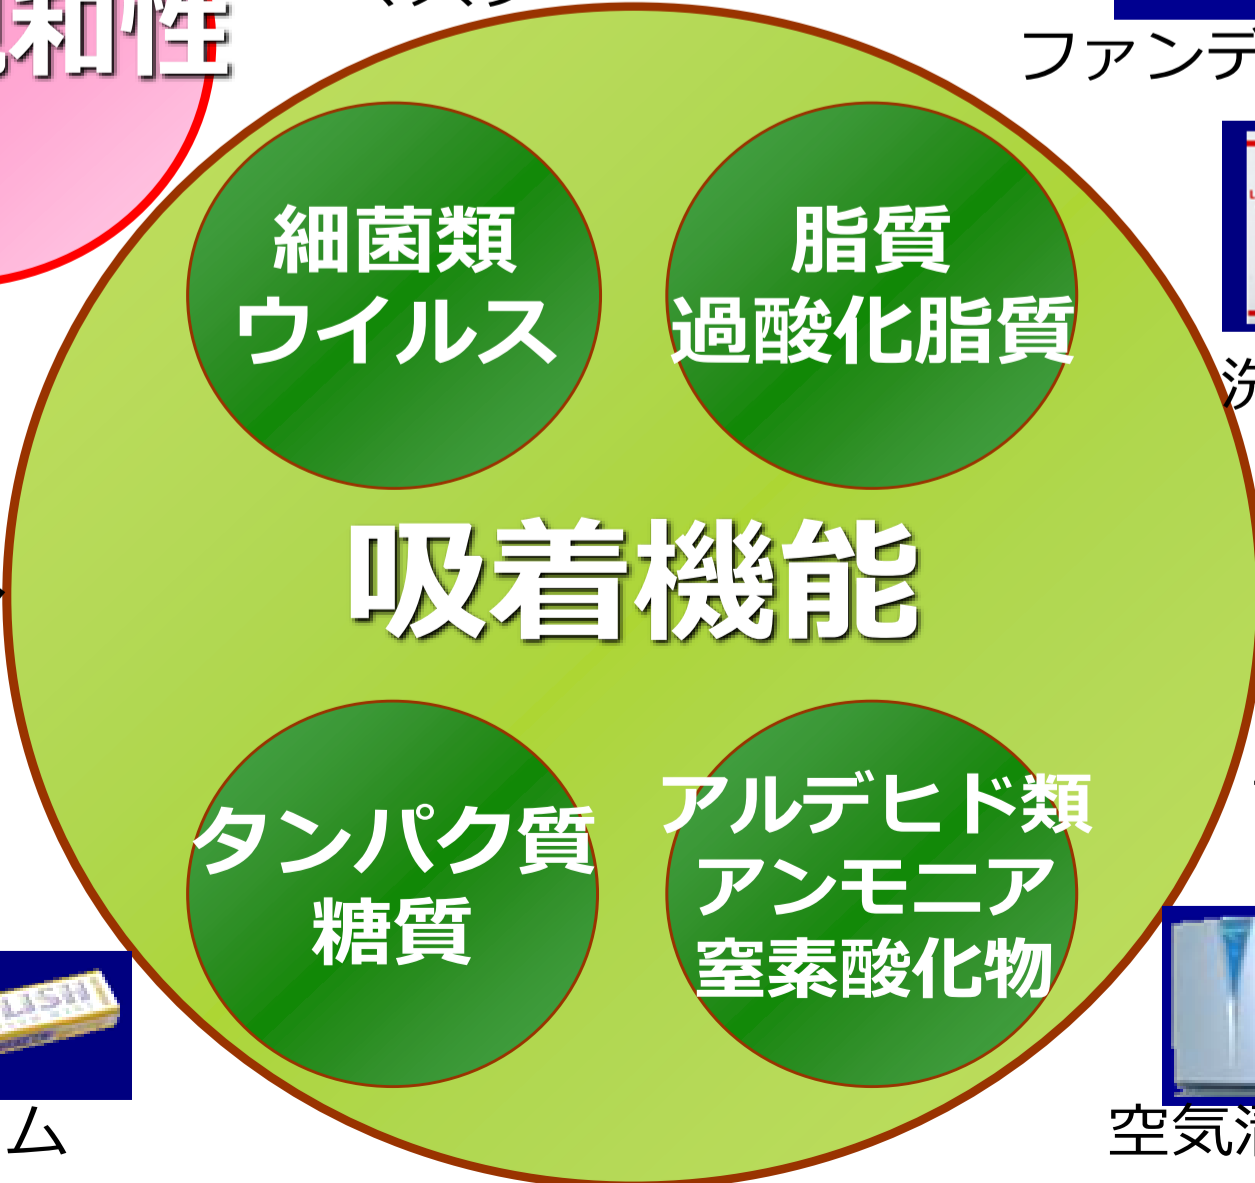 和性
ファンデ
細菌類
ウイルス
脂質
過酸化脂質
吸着機能
タンパク質
糖質
アルデヒド類
アンモニア
窒素酸化物
LISH
ム
空気清